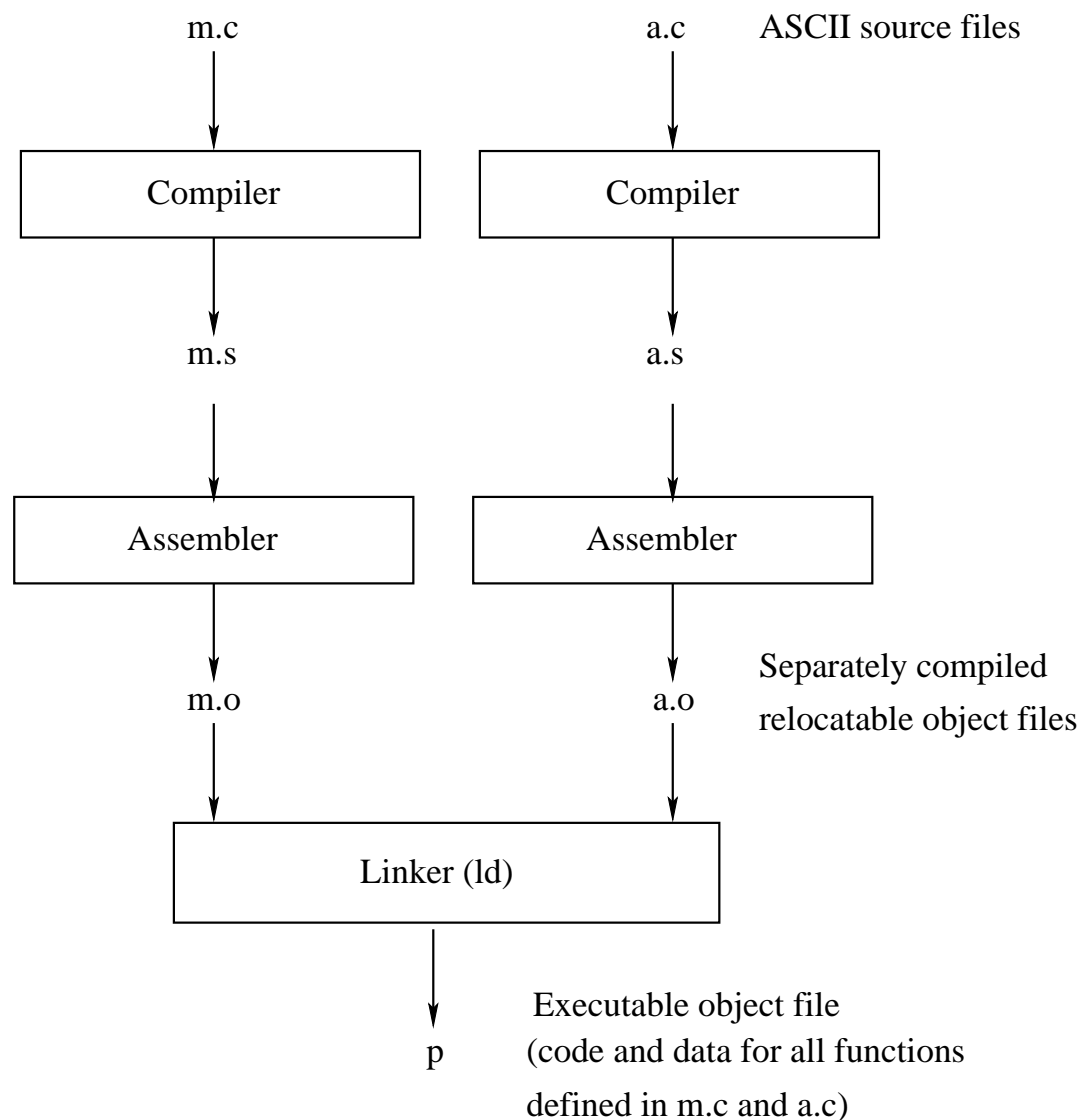 m.c
a.c
ASCII source files
Compiler
Compiler
m.s
a.s
Assembler
Assembler
m.o
a.o
Separately compiled
relocatable object files
Linker (ld)
p
Executable object file
(code and data for all functions
defined in m.c and a.c)